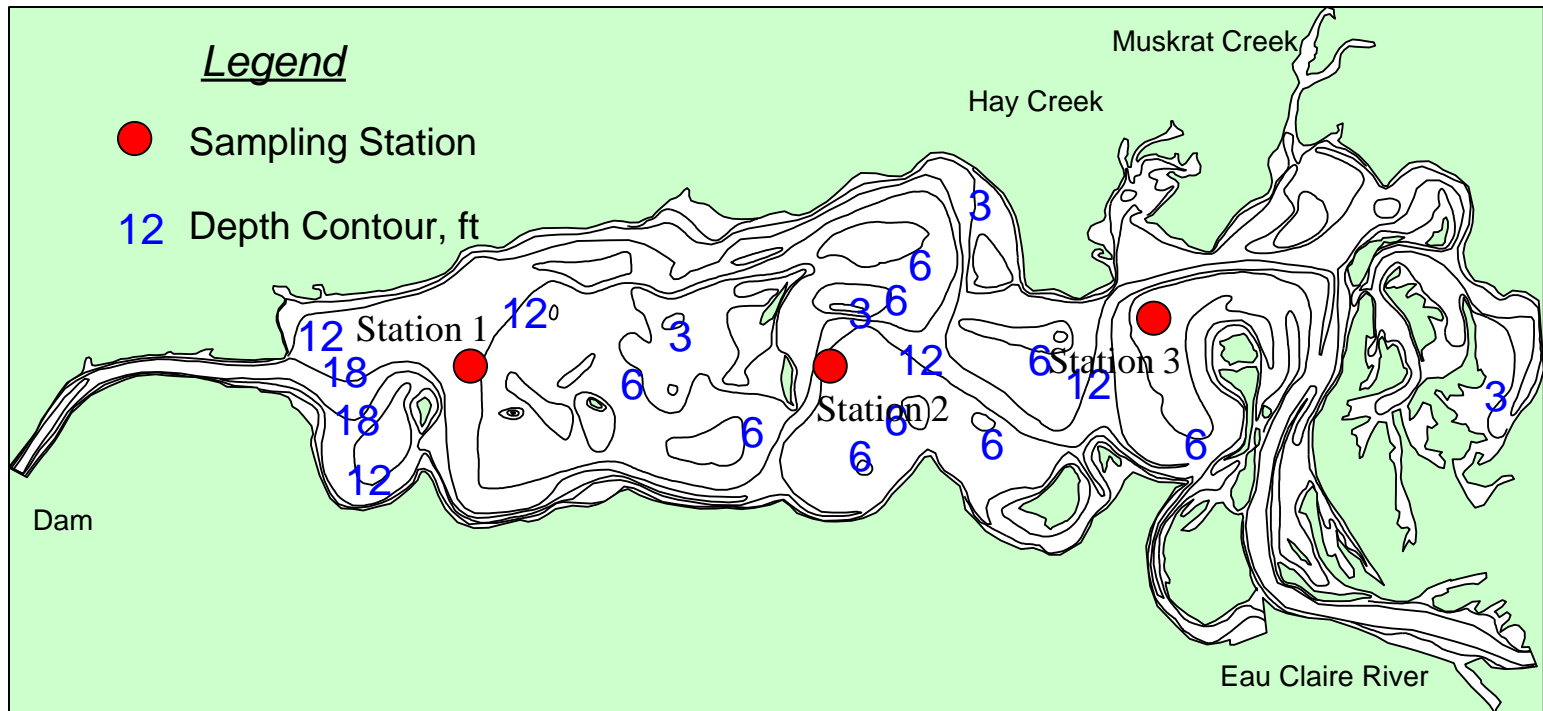 Legend
Sampling Station
12 Depth Contour, ft
Muskrat Creek
Hay Creek
3
6
6
3
12
12
Station 1
3
Station 3
12
6
12
18
6
3
Station 2
18
6
6
6
6
6
12
Dam
Eau Claire River